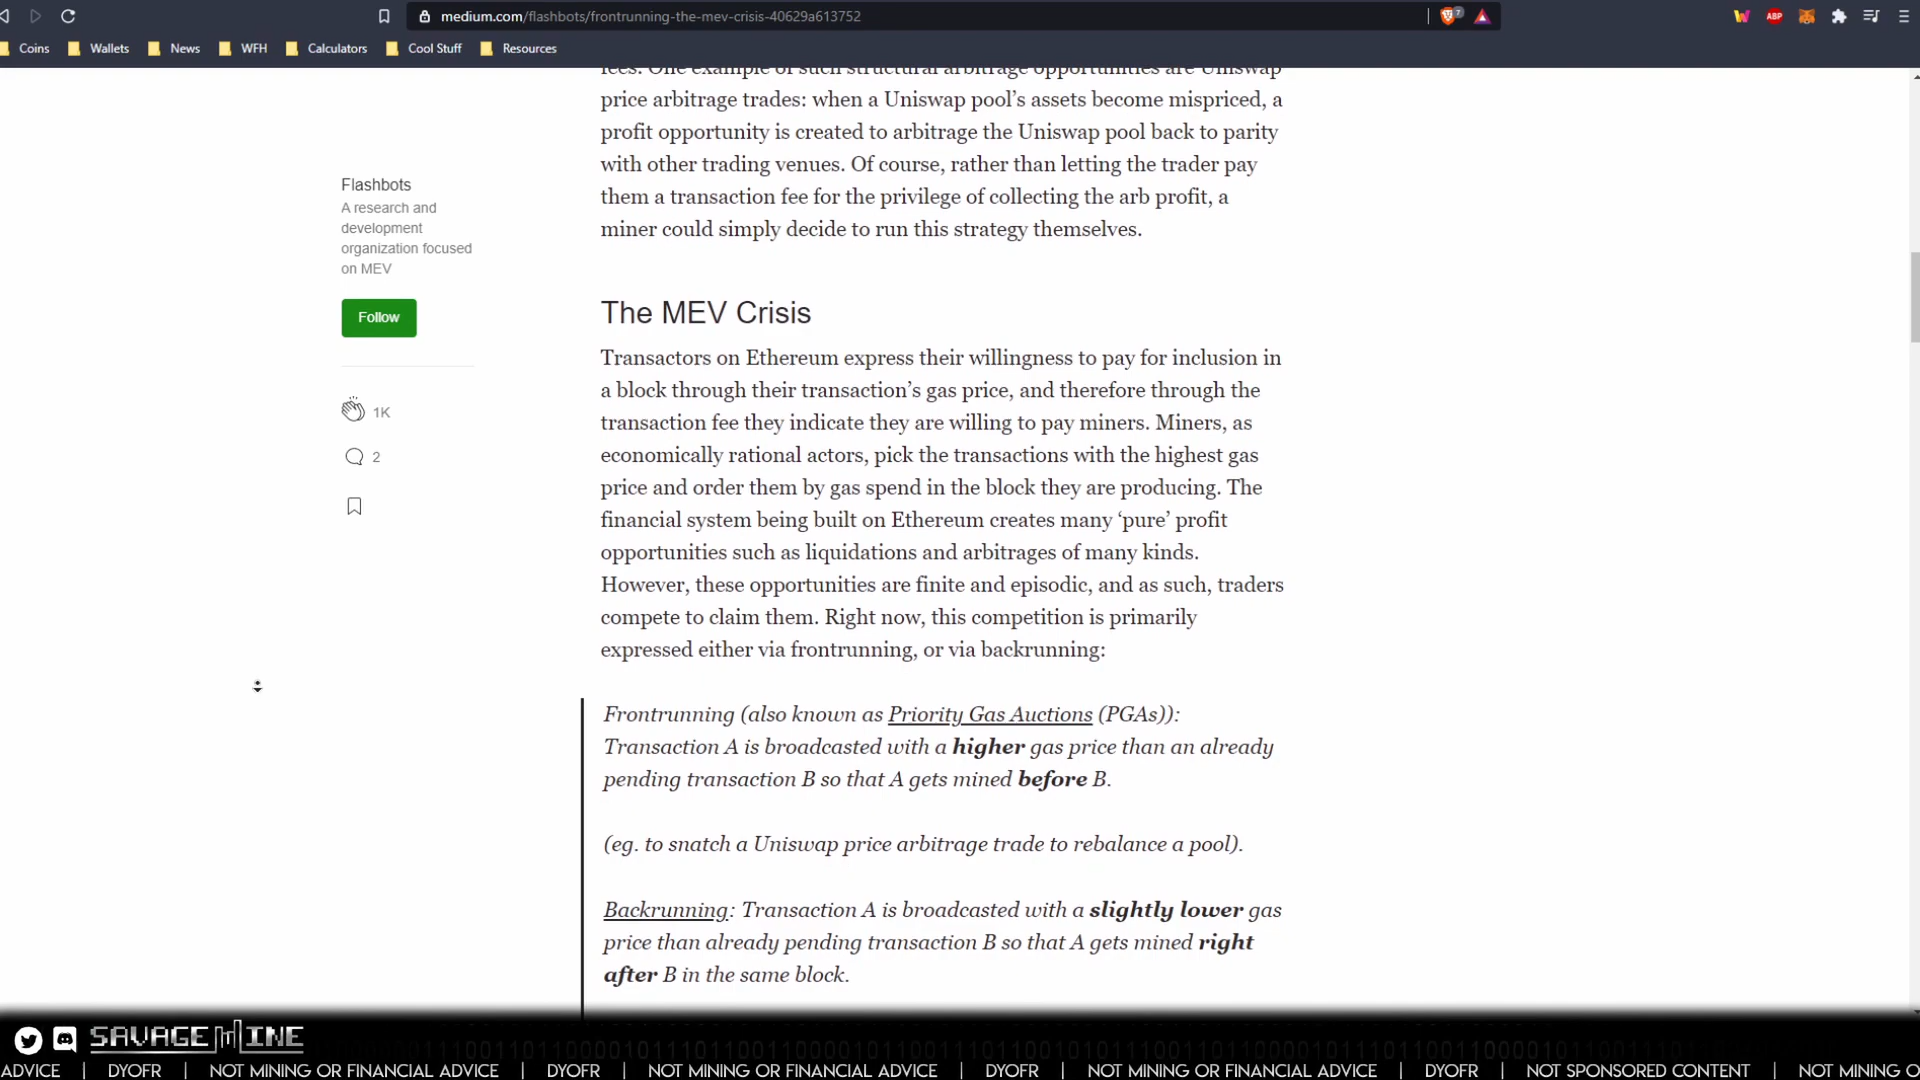 medium.com/flashbots/frontrunning-the-mev-crisis-40629a613752
7
ABP
Coins
Wallets
News
WFH
Calculators
Cool Stuff
Resources
fees. One example of such structural arbitrage opportunities are Uniswap
price arbitrage trades: when a Uniswap pool’s assets become mispriced, a
profit opportunity is created to arbitrage the Uniswap pool back to parity
with other trading venues. Of course, rather than letting the trader pay
them a transaction fee for the privilege of collecting the arb profit, a
miner could simply decide to run this strategy themselves.
Flashbots
A research and
development
organization focused
on MEV
Follow
1K
2
The MEV Crisis
Transactors on Ethereum express their willingness to pay for inclusion in
a block through their transaction’s gas price, and therefore through the
transaction fee they indicate they are willing to pay miners. Miners, as
economically rational actors, pick the transactions with the highest gas
price and order them by gas spend in the block they are producing. The
financial system being built on Ethereum creates many ‘pure’ profit
opportunities such as liquidations and arbitrages of many kinds.
However, these opportunities are finite and episodic, and as such, traders
compete to claim them. Right now, this competition is primarily
expressed either via frontrunning, or via backrunning:
Frontrunning (also known as Priority Gas Auctions (PGAs)):
Transaction A is broadcasted with a higher gas price than an already
pending transaction B so that A gets mined before B.
(eg. to snatch a Uniswap price arbitrage trade to rebalance a pool).
Backrunning: Transaction A is broadcasted with a slightly lower gas
price than already pending transaction B so that A gets mined right
after B in the same block.
SAVAGE MINE
ADVICE | DYOFR | NOT MINING OR FINANCIAL ADVICE | DYOFR | NOT MINING OR FINANCIAL ADVICE | DYOFR | NOT MINING OR FINANCIAL ADVICE | DYOFR | NOT SPONSORED CONTENT | NOT MINING O